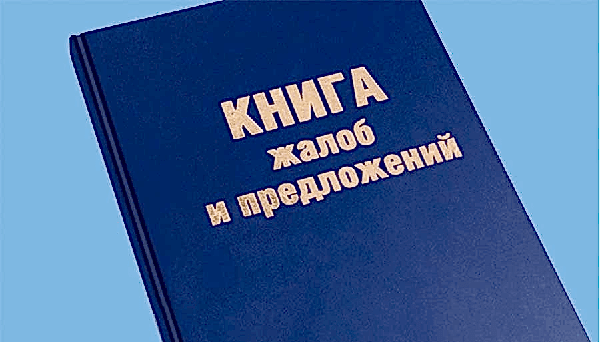 КНИГА
жалоб
и предложений